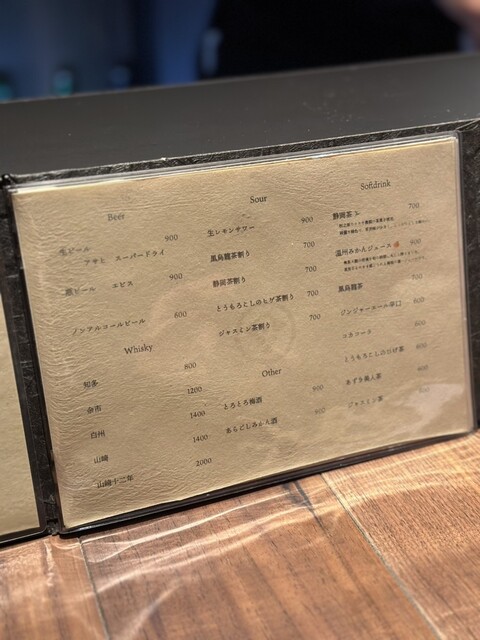 Beer
生ビール 900
アサヒ スーパードライ
瓶ビール エビス 900
ノンアルコールビール 800
Whisky
知多 800
余市 1200
白州 1400
山崎 1400
山崎十二年 2000
Sour
生レモンサワー 900
黒烏龍茶割り 700
静岡茶割り 700
とうもろこしのヒゲ茶割り 700
ジャスミン茶割り 700
Other
とろとろ梅酒 900
あらごしみかん酒
Softdrink
静岡茶 700
温州みかんジュース 700
黒烏龍茶 700
ジンジャーエール辛口 600
コカコーラ 600
とうもろこしのひげ茶 600
あずき美人茶 600
ジャスミン茶 600